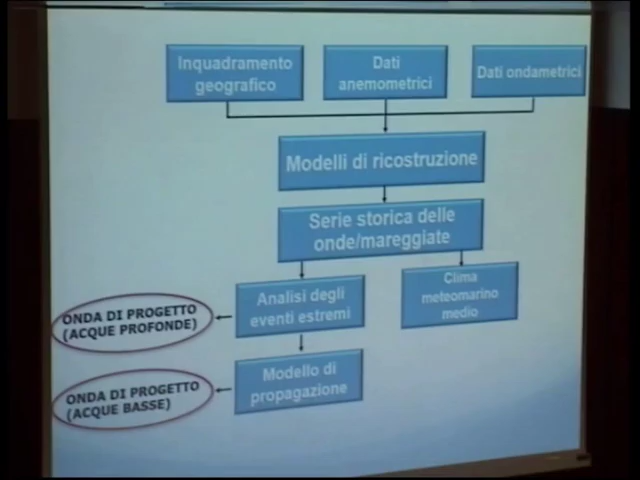 Inquadramento
geografico
Dati
anemometrici
Dati ondametrici
Modelli di ricostruzione
Serie storica delle
onde/mareggiate
Analisi degli
eventi estremi
Clima
meteomarino
medio
ONDA DI PROGETTO
(ACQUE PROFONDE)
Modello di
propagazione
ONDA DI PROGETTO
(ACQUE BASSE)